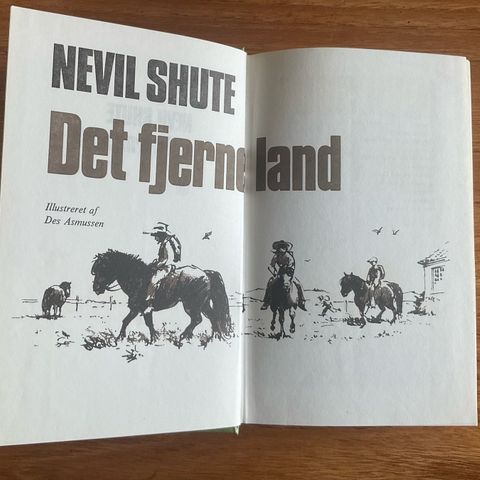 NEVIL SHUTE
Det fjerne land
Illustreret af
Des Asmussen